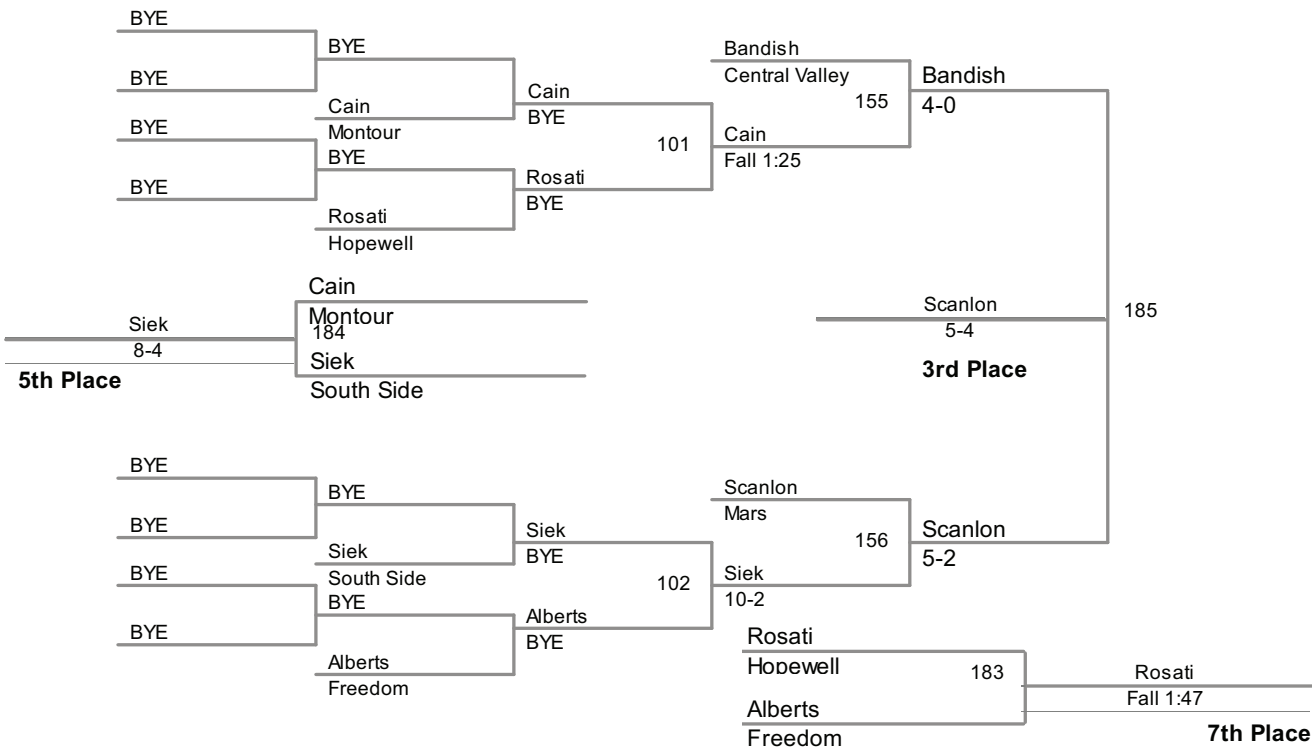 BYE
BYE
BYE
Cain
Montour
BYE
BYE
BYE
Rosati
Hopewell
Cain
BYE
Rosati
BYE
101
Bandish
Central Valley
Cain
Fall 1:25
155
Bandish
4-0
Siek
8-4
5th Place
Cain
Montour
184
Siek
South Side
Scanlon
5-4
3rd Place
185
BYE
BYE
BYE
Siek
South Side
BYE
BYE
BYE
Alberts
Freedom
Siek
BYE
Alberts
BYE
102
Scanlon
Mars
Siek
10-2
156
Scanlon
5-2
Rosati
Hopewell
Alberts
Freedom
183
Rosati
Fall 1:47
7th Place